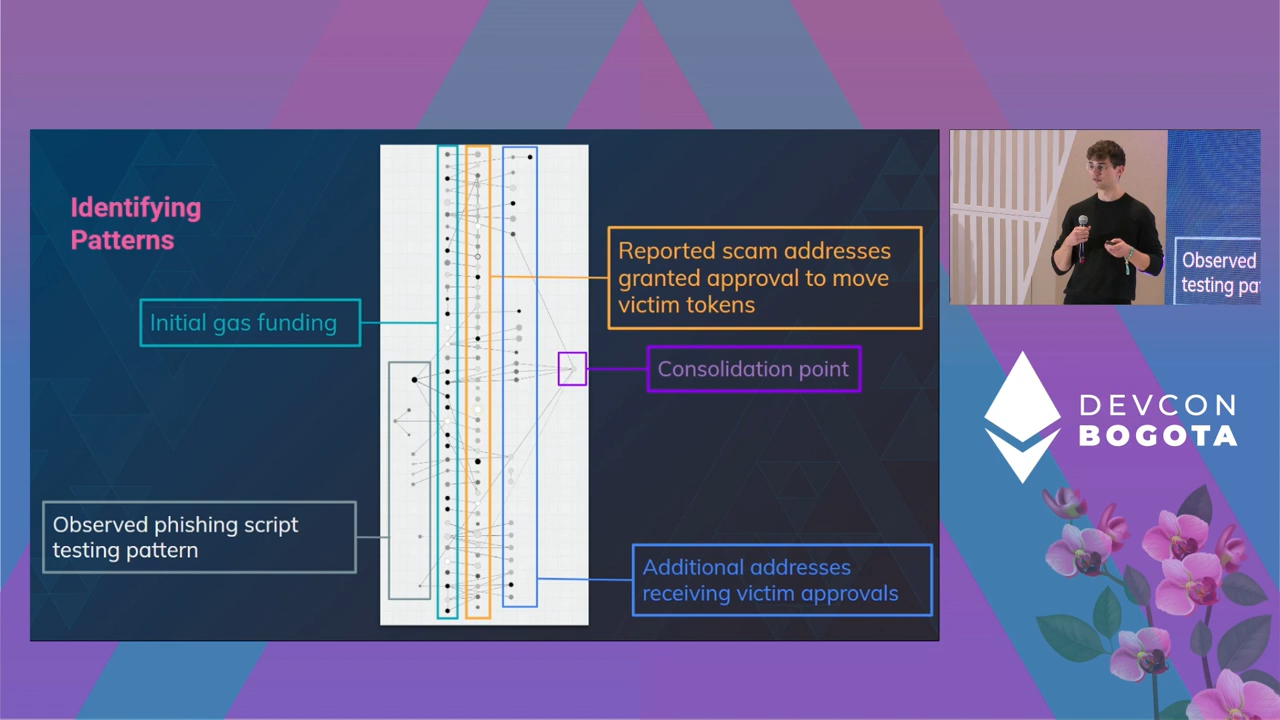 Identifying
Patterns
Initial gas funding
Observed phishing script
testing pattern
Reported scam addresses
granted approval to move
victim tokens
Consolidation point
Additional addresses
receiving victim approvals
Observed
testing pa
DEVCON
BOGOTA